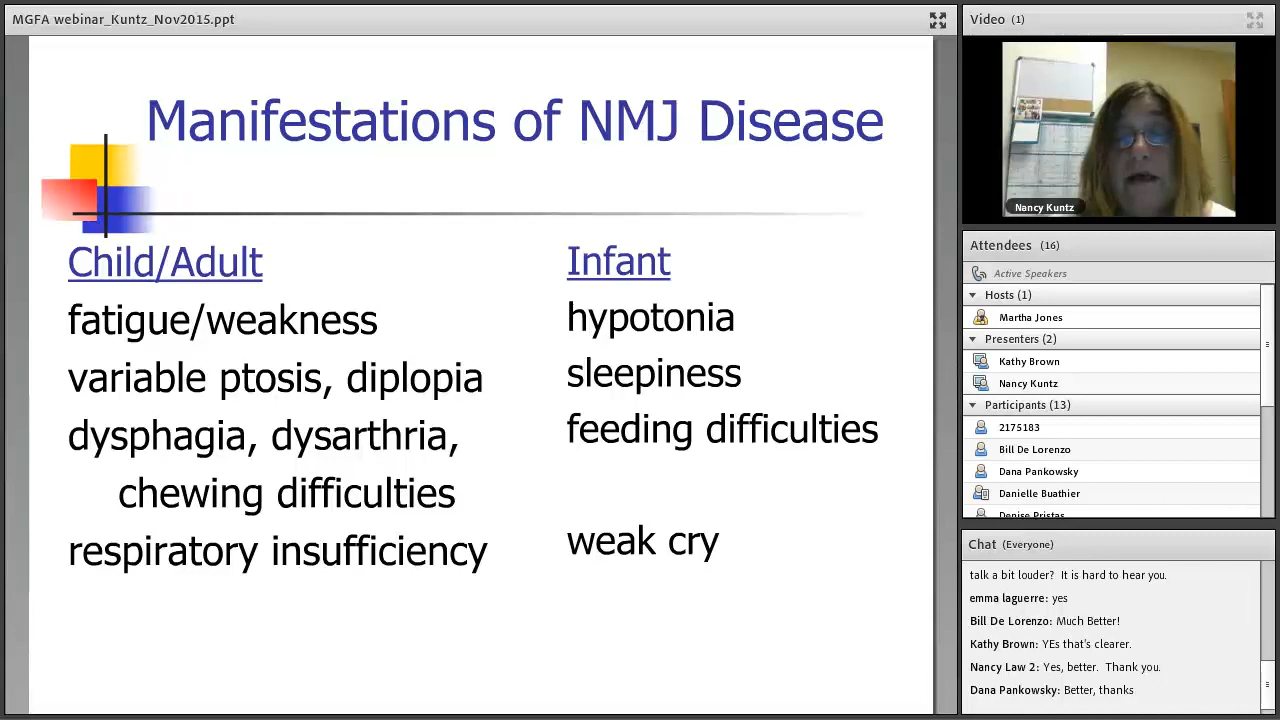 MGFA webinar_Kuntz_Nov2015.ppt
Manifestations of NMJ Disease
Child/Adult
fatigue/weakness
variable ptosis, diplopia
dysphagia, dysarthria,
chewing difficulties
respiratory insufficiency
Infant
hypotonia
sleepiness
feeding difficulties
weak cry
Video (1)
Nancy Kuntz
Attendees (16)
Active Speakers
Hosts (1)
Martha Jones
Presenters (2)
Kathy Brown
Nancy Kuntz
Participants (13)
2175183
Bill De Lorenzo
Dana Pankowsky
Danielle Buathier
Denise Pristas
Chat (Everyone)
talk a bit louder? It is hard to hear you.
emma laguerre: yes
Bill De Lorenzo: Much Better!
Kathy Brown: YEs that's clearer.
Nancy Law 2: Yes, better. Thank you.
Dana Pankowsky: Better, thanks